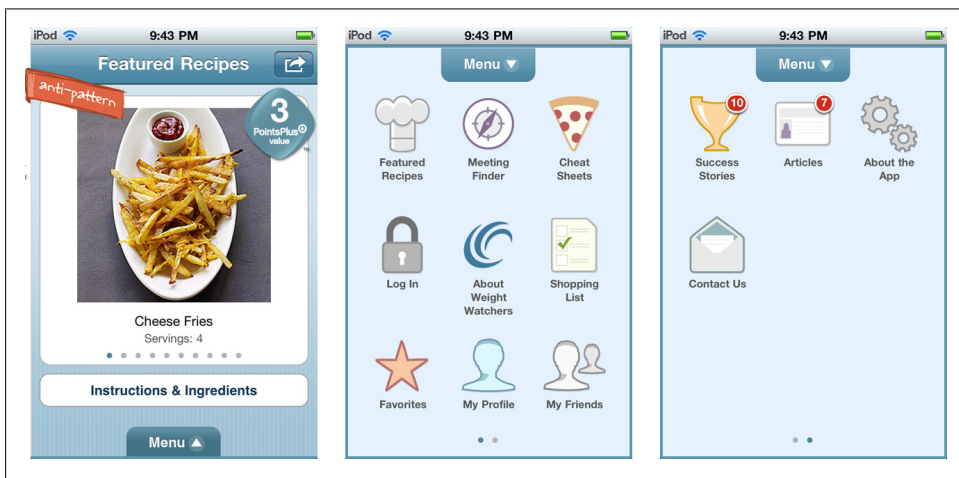 iPod 9:43 PM
Featured Recipes
anti-pattern
3
PointsPlus
value
Cheese Fries
Servings: 4
Instructions & Ingredients
Menu
iPod 9:43 PM
Menu
Featured
Recipes
Meeting
Finder
Cheat
Sheets
Log In
About
Weight
Watchers
Shopping
List
Favorites
My Profile
My Friends
iPod 9:43 PM
Menu
10
7
Success
Stories
Articles
About the
App
Contact Us